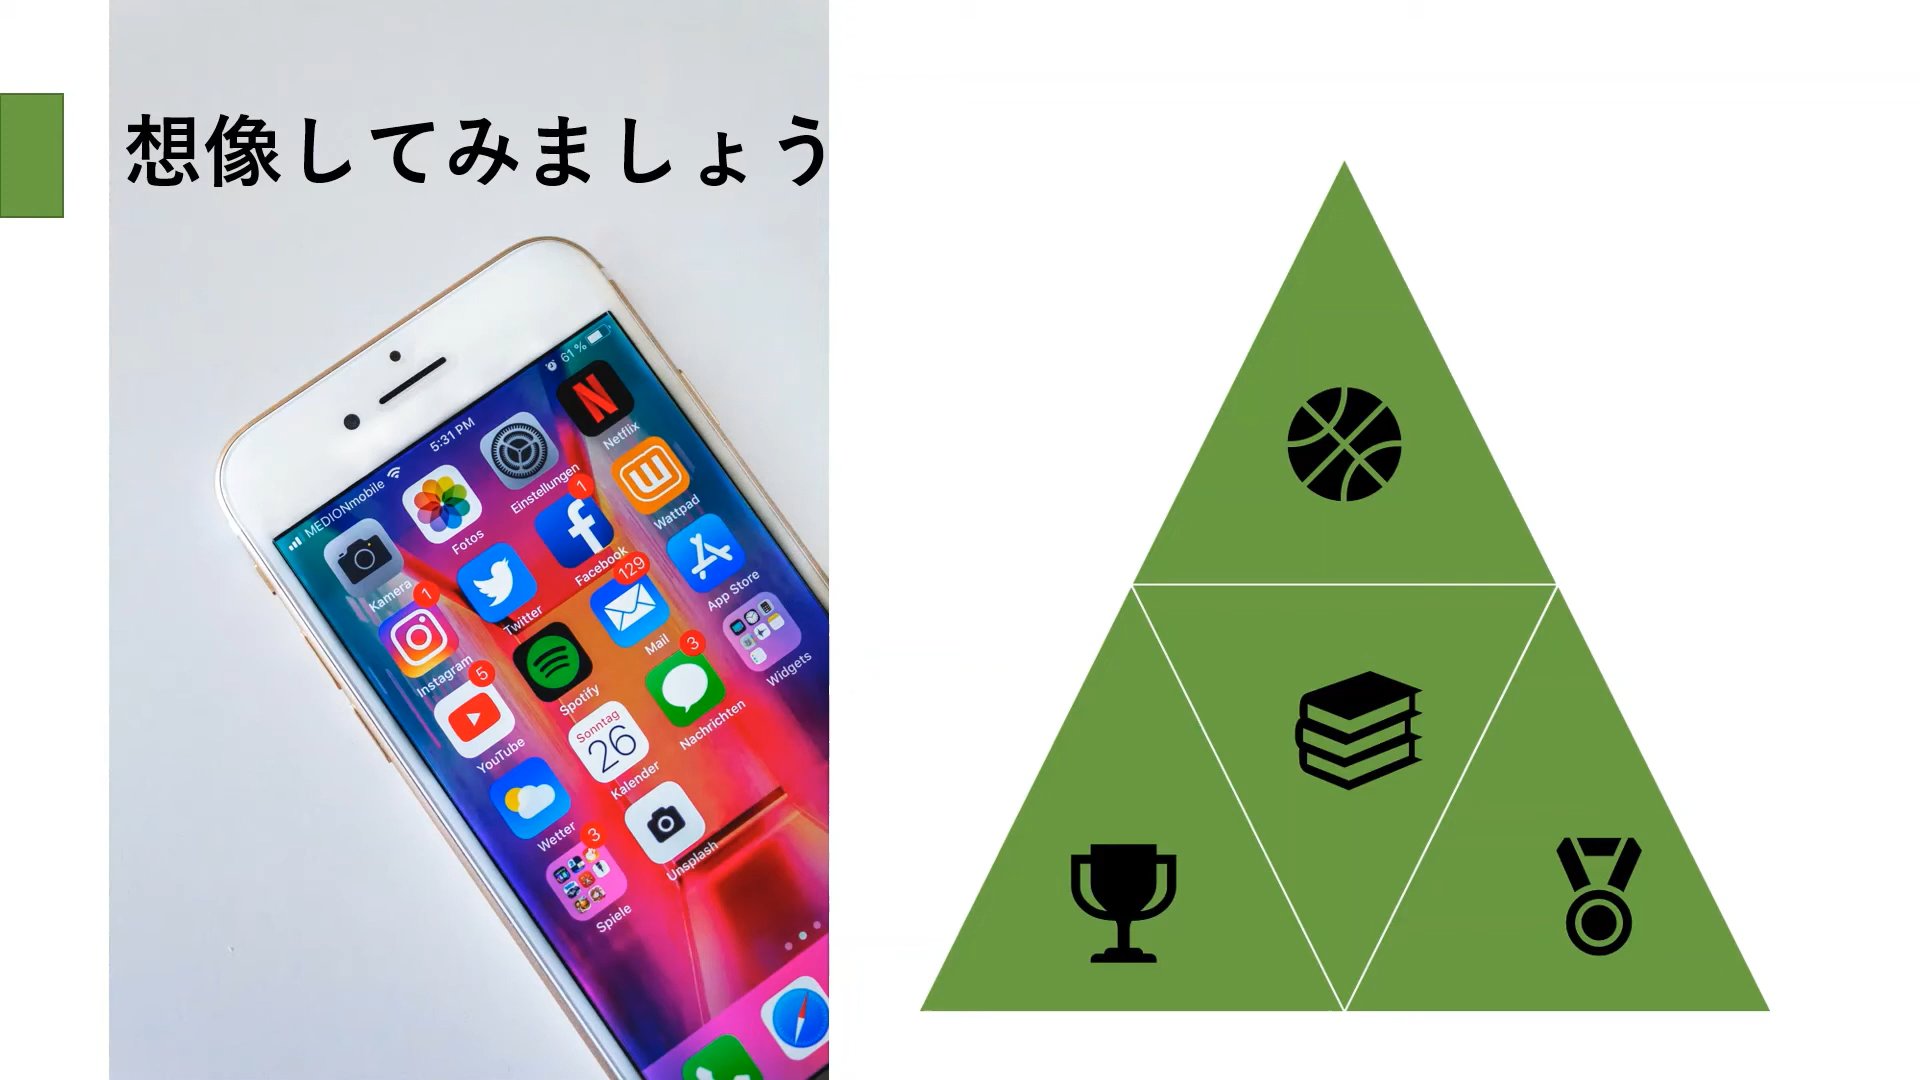 想像してみましょう
MEDIONmobile
5:31 PM
61 %
Kamera
Fotos
Einstellungen
Netflix
1
Instagram
Twitter
1
Facebook
Wattpad
5
YouTube
Spotify
129
Mail
App Store
Wetter
Sonntag
26
Kalender
3
Nachrichten
Widgets
3
Spiele
Unsplash